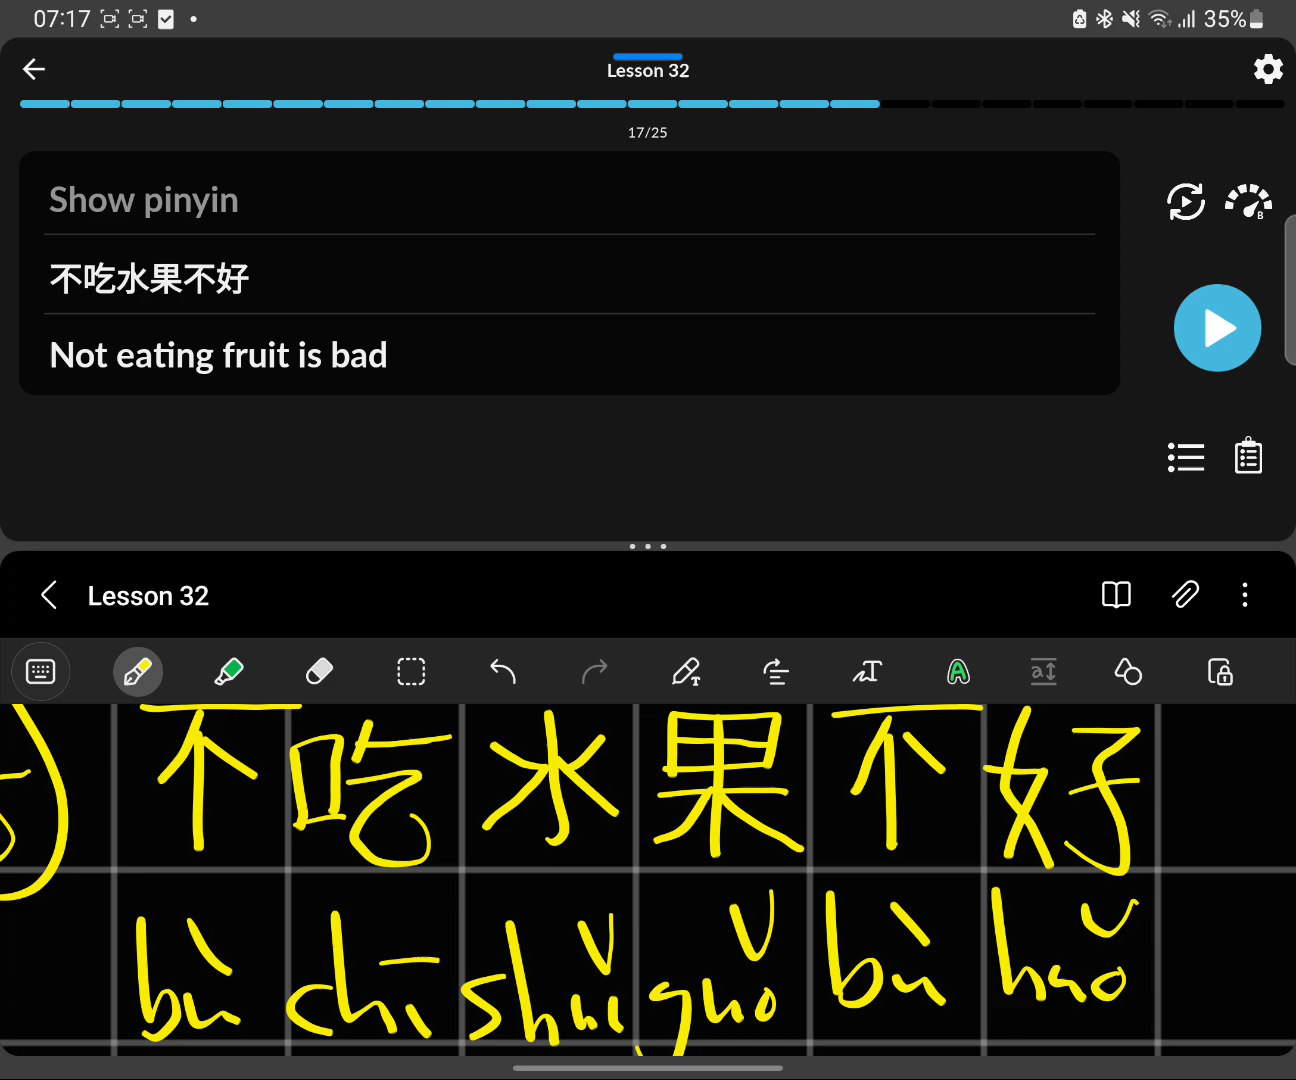 07:17
35%
Lesson 32
17/25
Show pinyin
B
不吃水果不好
Not eating fruit is bad
Lesson 32
T
T
A
a
不吃水果不好
bù chī shuǐ guǒ bù hǎo